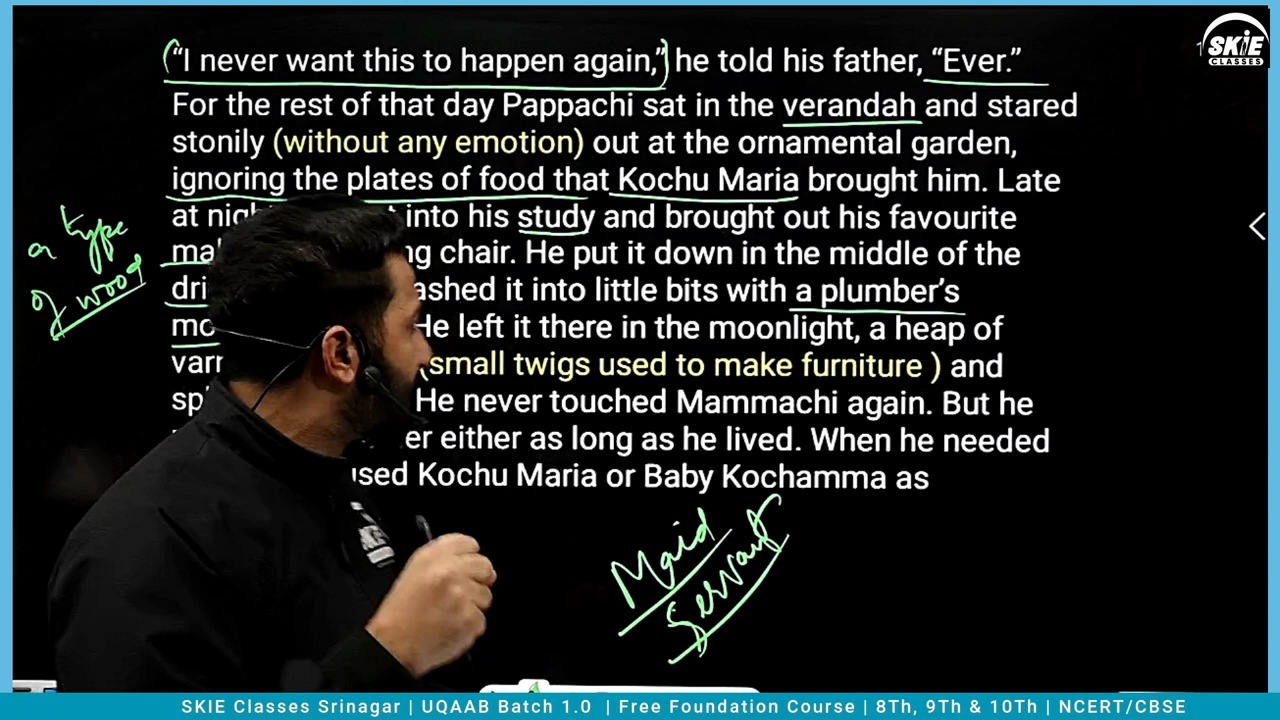 “I never want this to happen again,” he told his father, “Ever.”
For the rest of that day Pappachi sat in the verandah and stared
stonily (without any emotion) out at the ornamental garden,
ignoring the plates of food that Kochu Maria brought him. Late
at into his study and brought out his favourite
chair. He put it down in the middle of the
it into little bits with a plumber’s
He left it there in the moonlight, a heap of
(small twigs used to make furniture ) and
He never touched Mammachi again. But he
either as long as he lived. When he needed
Kochu Maria or Baby Kochamma as
a type
of wood
Maid
Servant
SKIE
CLASSES
SKIE Classes Srinagar | UQAAB Batch 1.0 | Free Foundation Course | 8Th, 9Th & 10Th | NCERT/CBSE